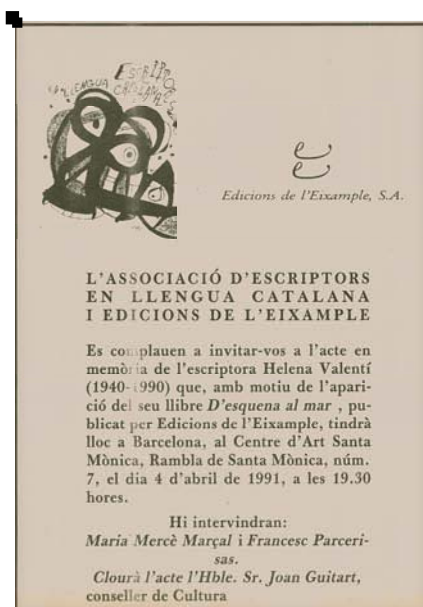 ESCRIPTORS
EN LLENGUA CATALANA
e
e
Edicions de l'Eixample, S.A.
L'ASSOCIACIÓ D'ESCRIPTORS
EN LLENGUA CATALANA
I EDICIONS DE L'EIXAMPLE
Es complauen a invitar-vos a l'acte en
memòria de l'escriptora Helena Valentí
(1940-1990) que, amb motiu de l'apari-
ció del seu llibre D'esquena al mar , pu-
blicat per Edicions de l'Eixample, tindrà
lloc a Barcelona, al Centre d'Art Santa
Mònica, Rambla de Santa Mònica, núm.
7, el dia 4 d'abril de 1991, a les 19.30
hores.
Hi intervindran:
Maria Mercè Marçal i Francesc Parceri-
sas.
Clourà l'acte l'Hble. Sr. Joan Guitart,
conseller de Cultura